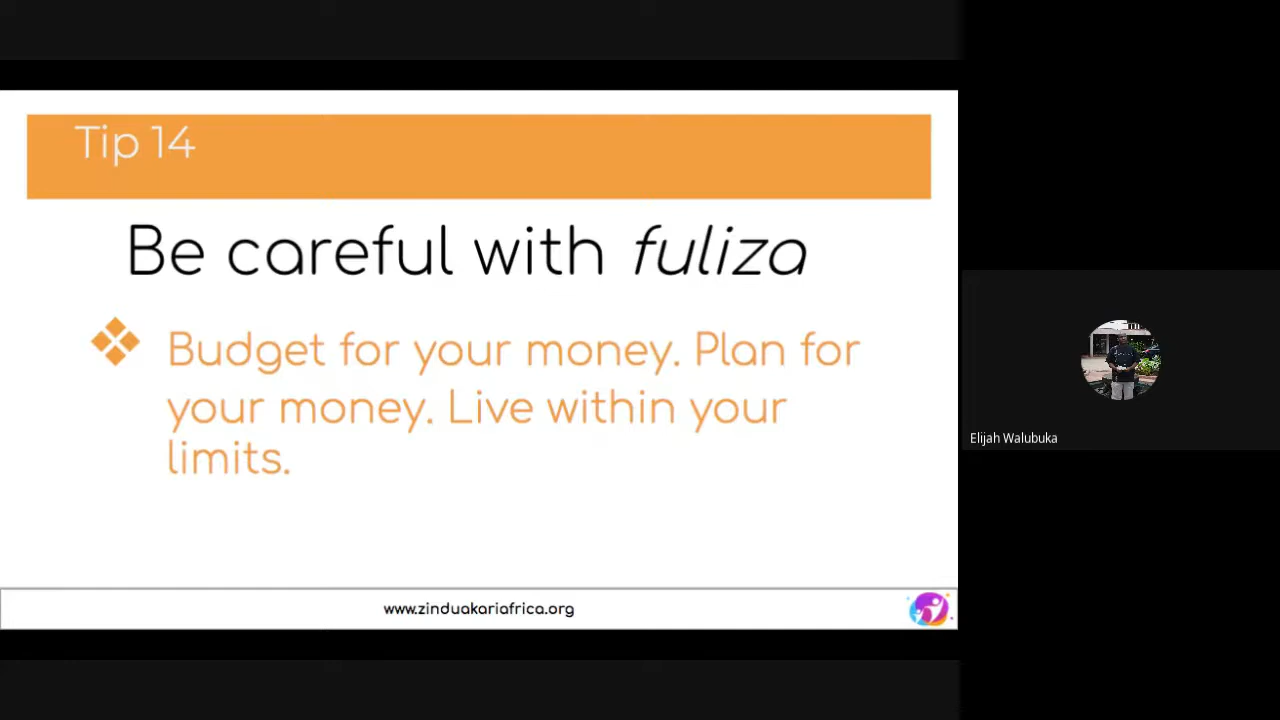 Tip 14
Be careful with fuliza
Budget for your money. Plan for
your money. Live within your
limits.
www.zinduakariafrica.org
Elijah Walubuka